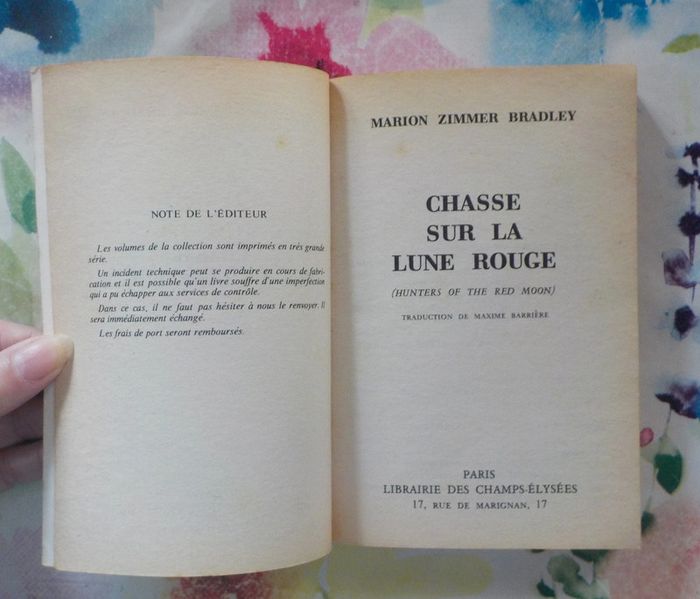 NOTE DE L'ÉDITEUR
Les volumes de la collection sont imprimés en très grande
série.
Un incident technique peut se produire en cours de fabri-
cation et il est possible qu'un livre souffre d'une imperfection
qui a pu échapper aux services de contrôle.
Dans ce cas, il ne faut pas hésiter à nous le renvoyer. Il
sera immédiatement échangé.
Les frais de port seront remboursés.
MARION ZIMMER BRADLEY
CHASSE
SUR LA
LUNE ROUGE
(HUNTERS OF THE RED MOON)
TRADUCTION DE MAXIME BARRIÈRE
PARIS
LIBRAIRIE DES CHAMPS-ÉLYSÉES
17, RUE DE MARIGNAN, 17